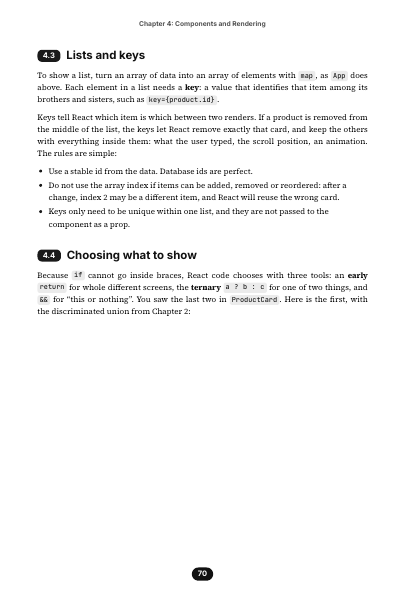 Chapter 4: Components and Rendering
4.3 Lists and keys
To show a list, turn an array of data into an array of elements with map, as App does
above. Each element in a list needs a key: a value that identifies that item among its
brothers and sisters, such as key={product.id}.
Keys tell React which item is which between two renders. If a product is removed from
the middle of the list, the keys let React remove exactly that card, and keep the others
with everything inside them: what the user typed, the scroll position, an animation.
The rules are simple:
• Use a stable id from the data. Database ids are perfect.
• Do not use the array index if items can be added, removed or reordered: after a
change, index 2 may be a different item, and React will reuse the wrong card.
• Keys only need to be unique within one list, and they are not passed to the
component as a prop.
4.4 Choosing what to show
Because if cannot go inside braces, React code chooses with three tools: an early
return for whole different screens, the ternary a ? b : c for one of two things, and
&& for “this or nothing”. You saw the last two in ProductCard. Here is the first, with
the discriminated union from Chapter 2:
70